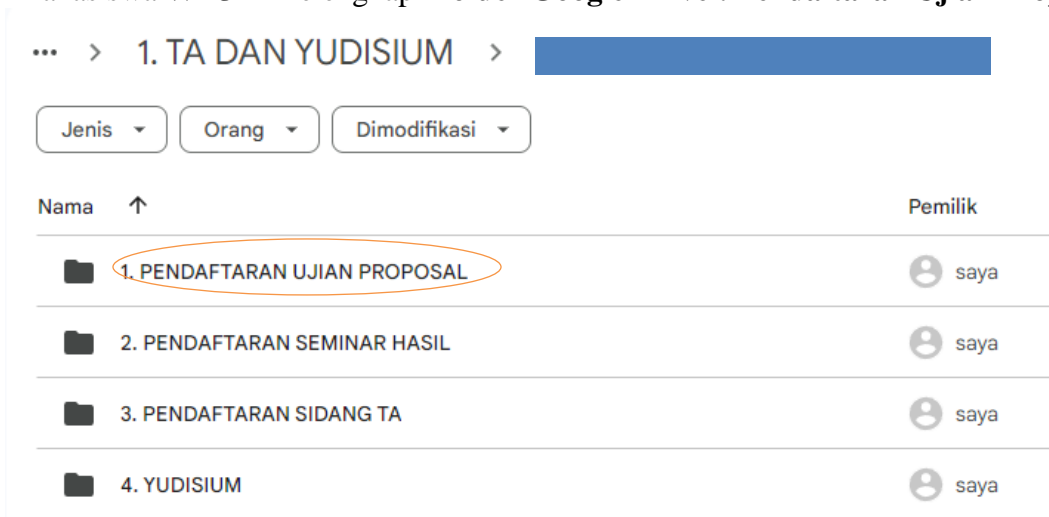 ... > 1. TA DAN YUDISIUM >
Jenis Orang Dimodifikasi
Nama ↑ Pemilik
1. PENDAFTARAN UJIAN PROPOSAL saya
2. PENDAFTARAN SEMINAR HASIL saya
3. PENDAFTARAN SIDANG TA saya
4. YUDISIUM saya